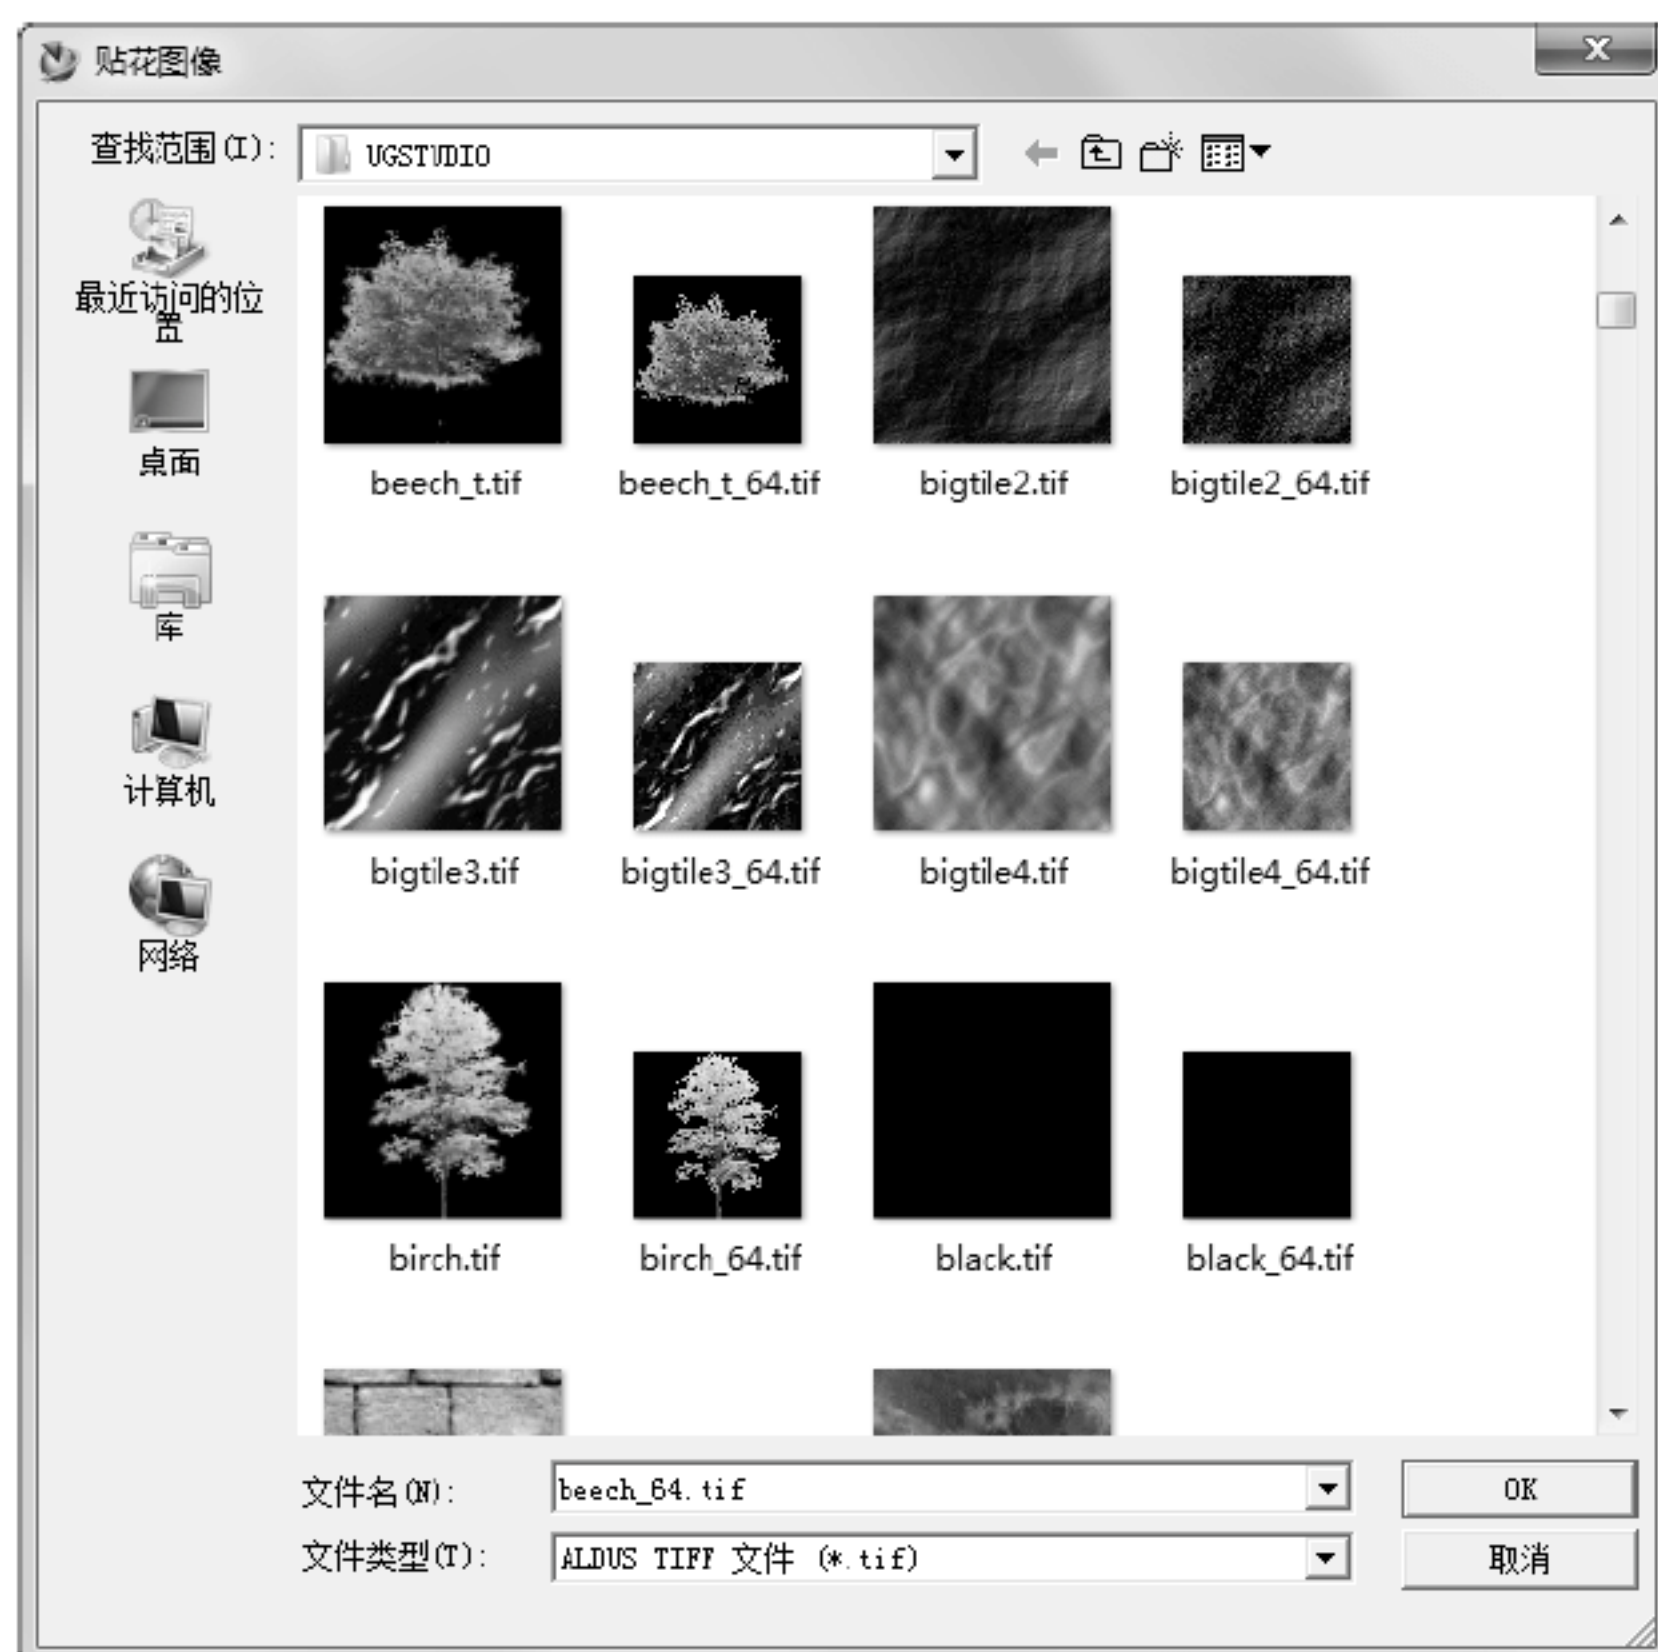 贴花图像
查找范围(I):
UGSTUDIO
最近访问的位
置
桌面
库
计算机
网络
beech_t.tif
beech_t_64.tif
bigtile2.tif
bigtile2_64.tif
bigtile3.tif
bigtile3_64.tif
bigtile4.tif
bigtile4_64.tif
birch.tif
birch_64.tif
black.tif
black_64.tif
文件名(N):
beech_64.tif
OK
文件类型(T):
ALDUS TIFF 文件 (*.tif)
取消